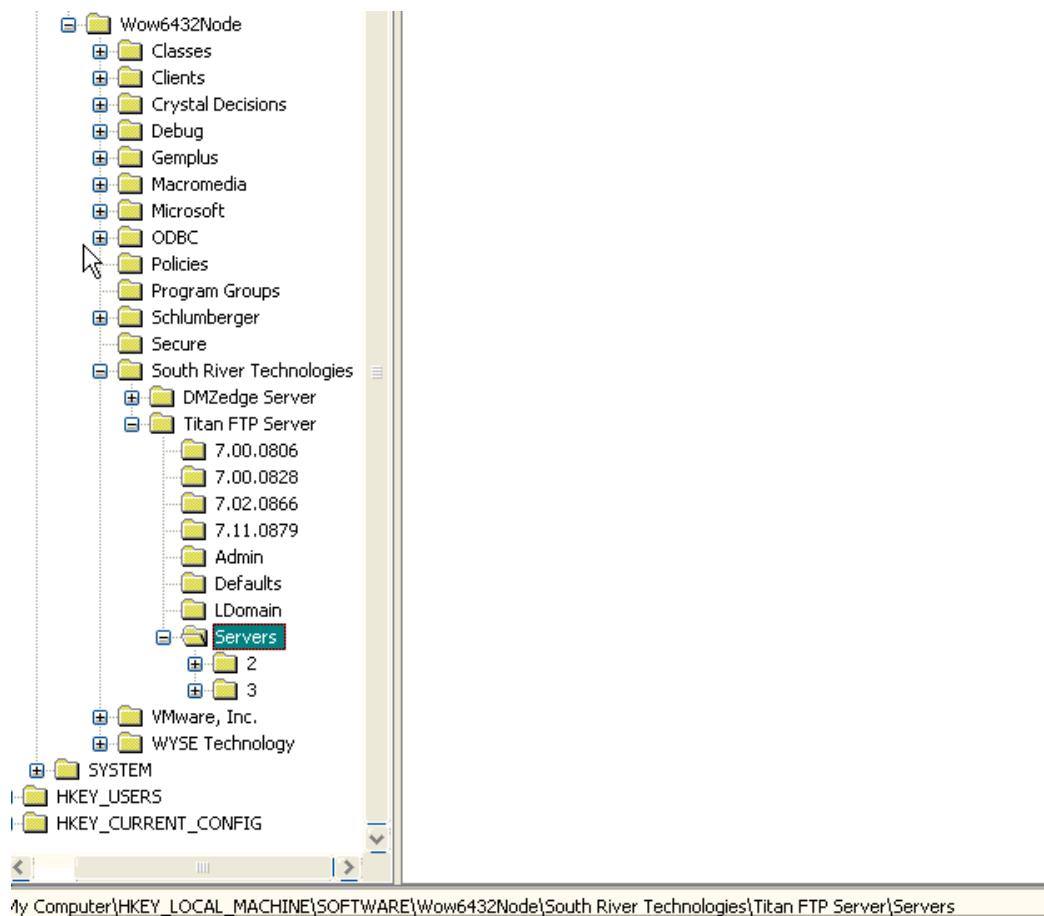 Wow6432Node
Classes
Clients
Crystal Decisions
Debug
Gemplus
Macromedia
Microsoft
ODBC
Policies
Program Groups
Schlumberger
Secure
South River Technologies
DMZedge Server
Titan FTP Server
7.00.0806
7.00.0828
7.02.0866
7.11.0879
Admin
Defaults
LDomain
Servers
2
3
VMware, Inc.
WYSE Technology
SYSTEM
HKEY_USERS
HKEY_CURRENT_CONFIG
My Computer\HKEY_LOCAL_MACHINE\SOFTWARE\Wow6432Node\South River Technologies\Titan FTP Server\Servers